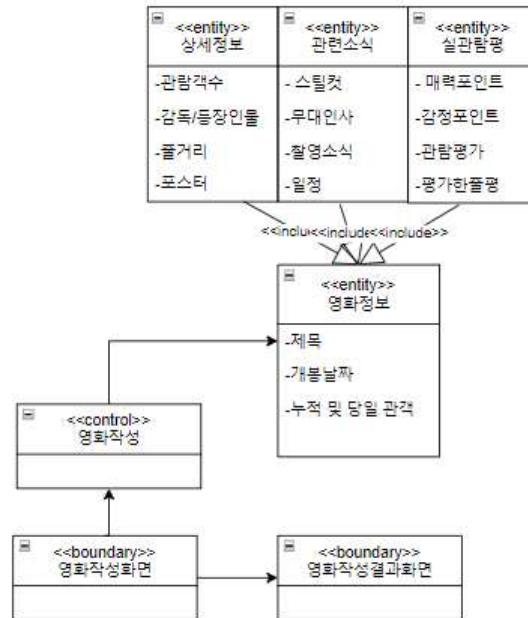 <<entity>>
상세정보
-관람객수
-감독/등장인물
-줄거리
-포스터
<<entity>>
관련소식
- 스틸컷
-무대인사
-촬영소식
-일정
<<entity>>
실관람평
- 매력포인트
-감정포인트
-관람평가
-평가한줄평
<<include
<<include
<<include>>
<<entity>>
영화정보
-제목
-개봉날짜
-누적 및 당일 관객
<<control>>
영화작성
<<boundary>>
영화작성화면
<<boundary>>
영화작성결과화면